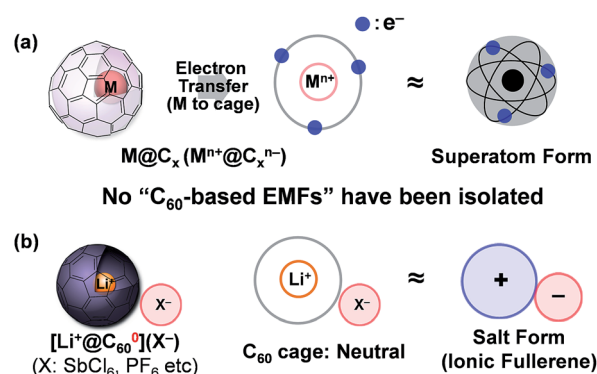 (a)
M
Electron
Transfer
(M to cage)
Mⁿ⁺
: e⁻
≈
M@Cₓ (Mⁿ⁺@Cₓⁿ⁻)
Superatom Form
No “C₆₀-based EMFs” have been isolated
(b)
Li⁺
X⁻
[Li⁺@C₆₀⁰](X⁻)
(X: SbCl₆, PF₆ etc)
Li⁺
X⁻
C₆₀ cage: Neutral
≈
+
−
Salt Form
(Ionic Fullerene)